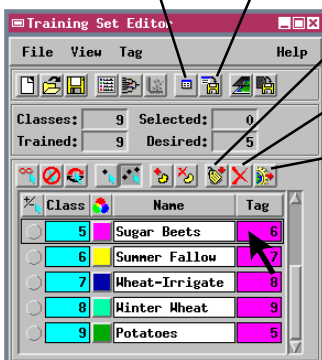 Training Set Editor
File View Tag Help
Classes: 9 Selected: 0
Trained: 9 Desired: 5
Class Name Tag
5 Sugar Beets 6
6 Summer Fallow 7
7 Wheat-Irrigate 8
8 Winter Wheat 9
9 Potatoes 5